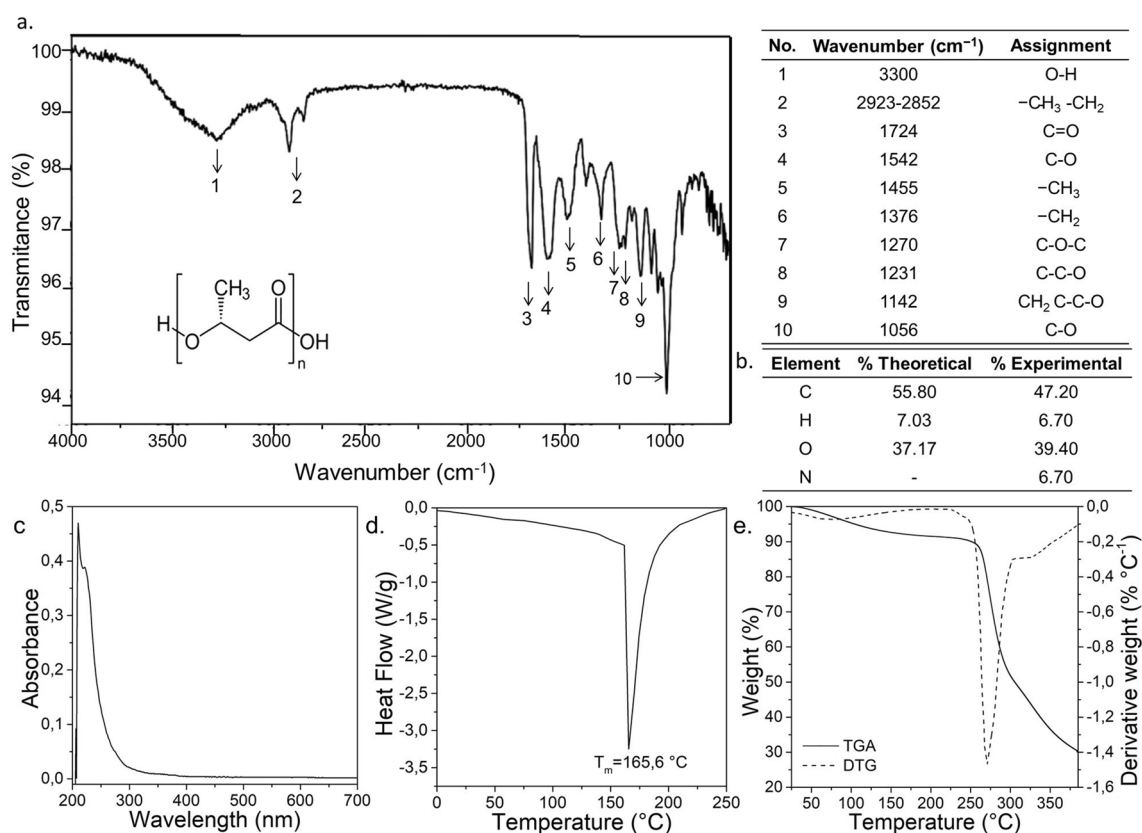 a.
100
99
98
97
96
95
94
Transmitance (%)
4000 3500 3000 2500 2000 1500 1000
Wavenumber (cm⁻¹)
1
2
3
4
5
6
7
8
9
10
CH₃
O
H
O
OH
n
No. Wavenumber (cm⁻¹) Assignment
1 3300 O-H
2 2923-2852 −CH₃ -CH₂
3 1724 C=O
4 1542 C-O
5 1455 −CH₃
6 1376 −CH₂
7 1270 C-O-C
8 1231 C-C-O
9 1142 CH₂ C-C-O
10 1056 C-O
b.
Element % Theoretical % Experimental
C 55.80 47.20
H 7.03 6.70
O 37.17 39.40
N - 6.70
c.
0,5
0,4
0,3
0,2
0,1
0,0
Absorbance
200 300 400 500 600 700
Wavelength (nm)
d.
0,0
-0,5
-1,0
-1,5
-2,0
-2,5
-3,0
-3,5
Heat Flow (W/g)
Tₘ=165,6 °C
0 50 100 150 200 250
Temperature (°C)
e.
100
90
80
70
60
50
40
30
20
Weight (%)
TGA
DTG
0,0
-0,2
-0,4
-0,6
-0,8
-1,0
-1,2
-1,4
-1,6
Derivative weight (% °C⁻¹)
50 100 150 200 250 300 350
Temperature (°C)